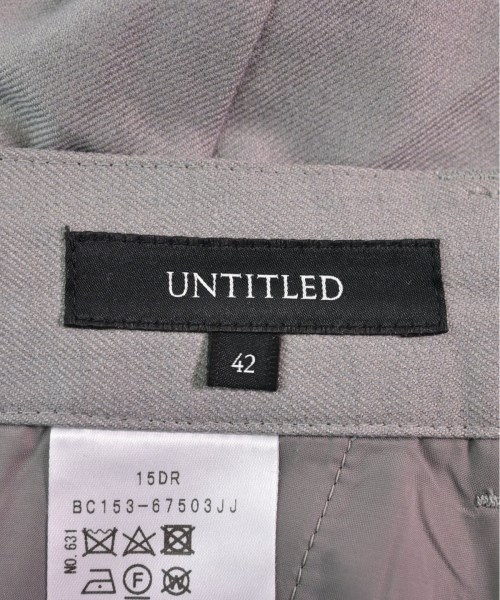 UNTITLED
42
15DR
BC153-67503JJ
NO.631
F W